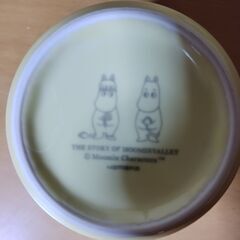 THE STORY OF MOOMINVALLEY
© Moomin Characters™